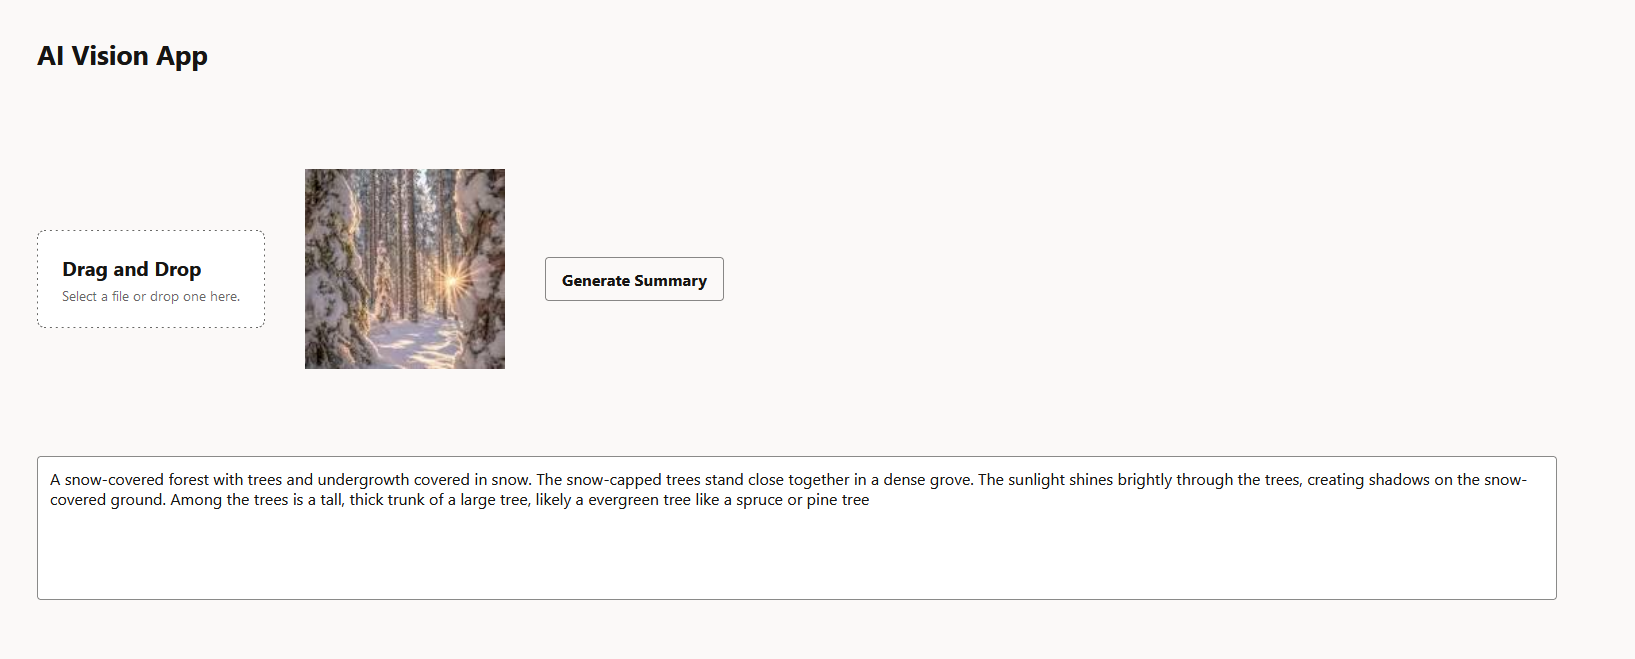 AI Vision App
Drag and Drop
Select a file or drop one here.
Generate Summary
A snow-covered forest with trees and undergrowth covered in snow. The snow-capped trees stand close together in a dense grove. The sunlight shines brightly through the trees, creating shadows on the snow-
covered ground. Among the trees is a tall, thick trunk of a large tree, likely a evergreen tree like a spruce or pine tree